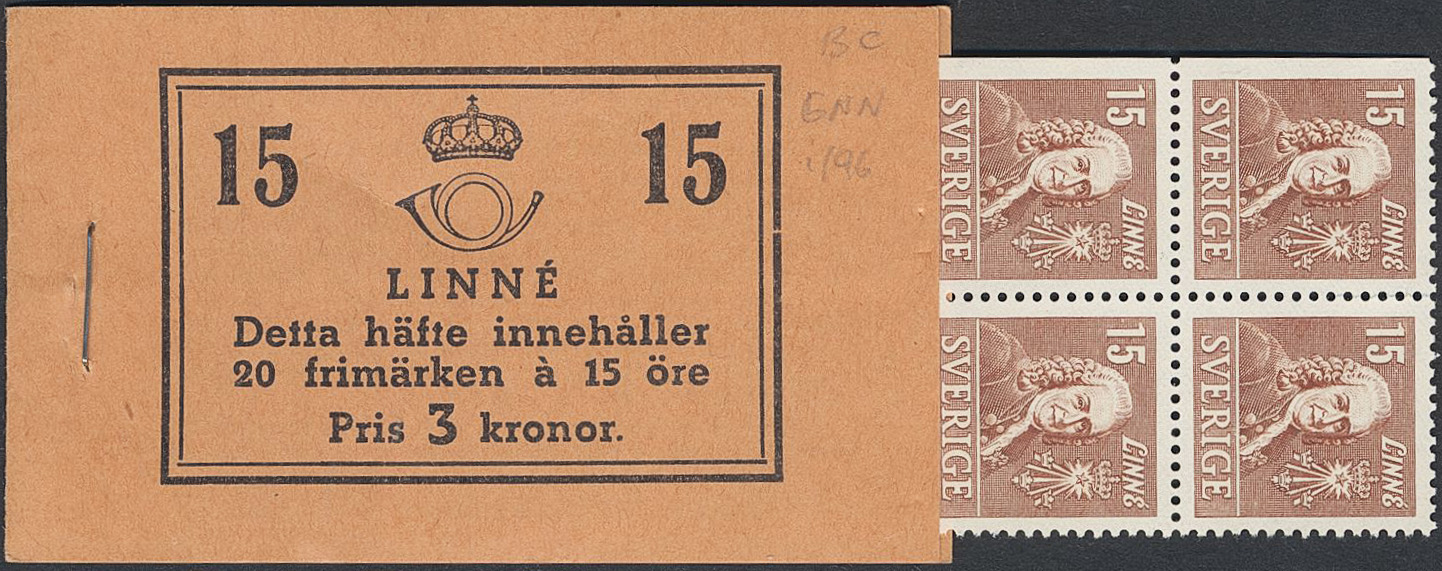 15 15
LINNÉ
Detta häfte innehåller
20 frimärken à 15 öre
Pris 3 kronor.
BC
i/96
15 SVERIGE LINNÉ
15 SVERIGE LINNÉ
15 SVERIGE LINNÉ
15 SVERIGE LINNÉ